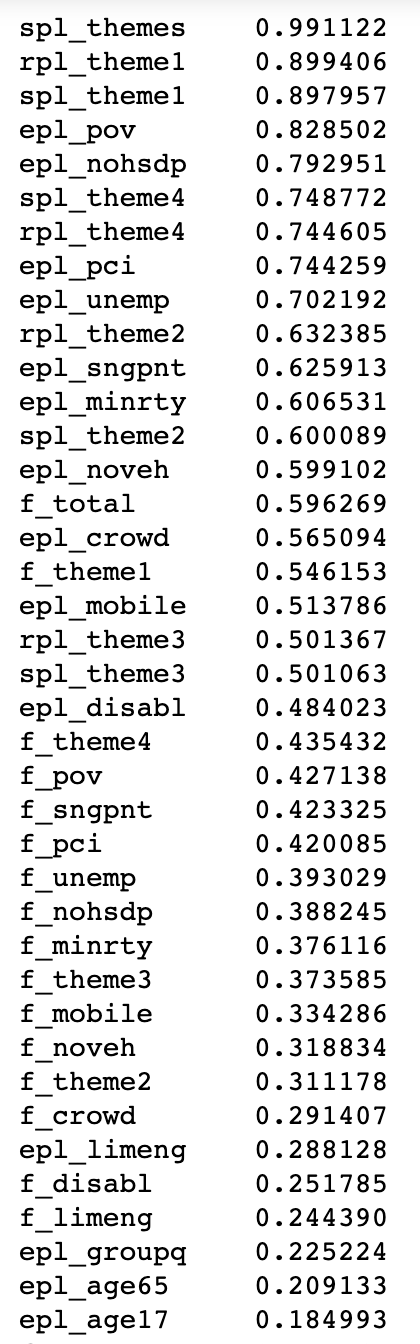 spl_themes 0.991122
rpl_theme1 0.899406
spl_theme1 0.897957
epl_pov 0.828502
epl_nohsdp 0.792951
spl_theme4 0.748772
rpl_theme4 0.744605
epl_pci 0.744259
epl_unemp 0.702192
rpl_theme2 0.632385
epl_sngpnt 0.625913
epl_minrty 0.606531
spl_theme2 0.600089
epl_noveh 0.599102
f_total 0.596269
epl_crowd 0.565094
f_theme1 0.546153
epl_mobile 0.513786
rpl_theme3 0.501367
spl_theme3 0.501063
epl_disabl 0.484023
f_theme4 0.435432
f_pov 0.427138
f_sngpnt 0.423325
f_pci 0.420085
f_unemp 0.393029
f_nohsdp 0.388245
f_minrty 0.376116
f_theme3 0.373585
f_mobile 0.334286
f_noveh 0.318834
f_theme2 0.311178
f_crowd 0.291407
epl_limeng 0.288128
f_disabl 0.251785
f_limeng 0.244390
epl_groupq 0.225224
epl_age65 0.209133
epl_age17 0.184993